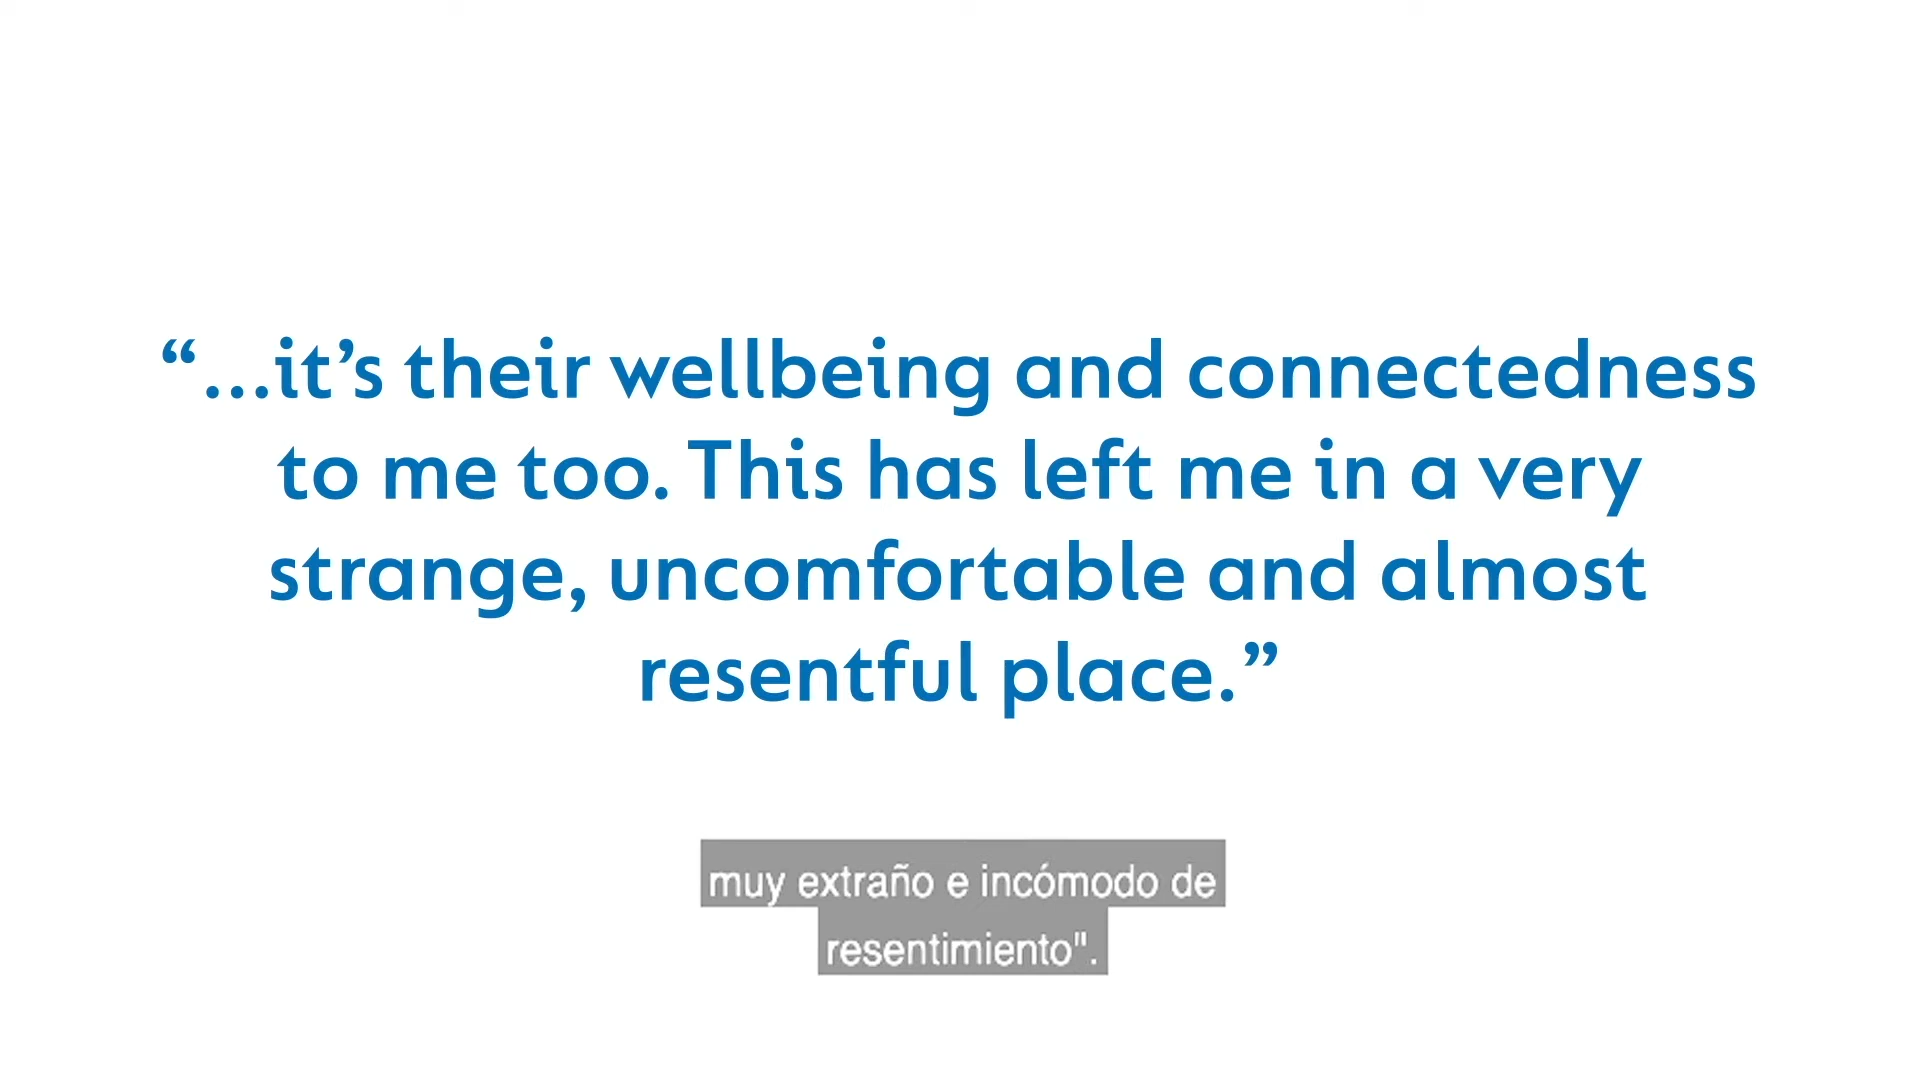 “...it’s their wellbeing and connectedness
to me too. This has left me in a very
strange, uncomfortable and almost
resentful place.”
muy extraño e incómodo de
resentimiento".